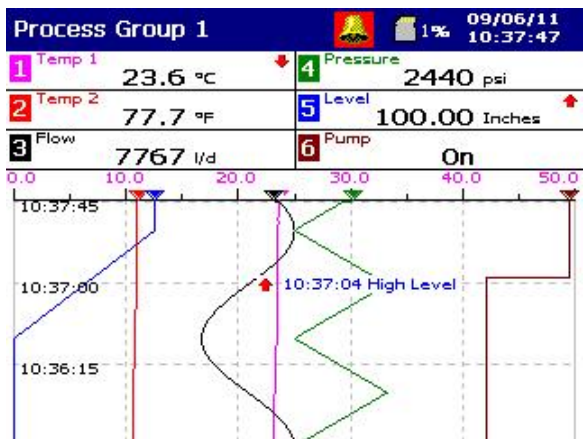 Process Group 1
1%
09/06/11
10:37:47
1 Temp 1
23.6 °C
4 Pressure
2440 psi
2 Temp 2
77.7 °F
5 Level
100.00 Inches
3 Flow
7767 l/d
6 Pump
On
0.0 10.0 20.0 30.0 40.0 50.0
10:37:45
10:37:00
10:37:04 High Level
10:36:15